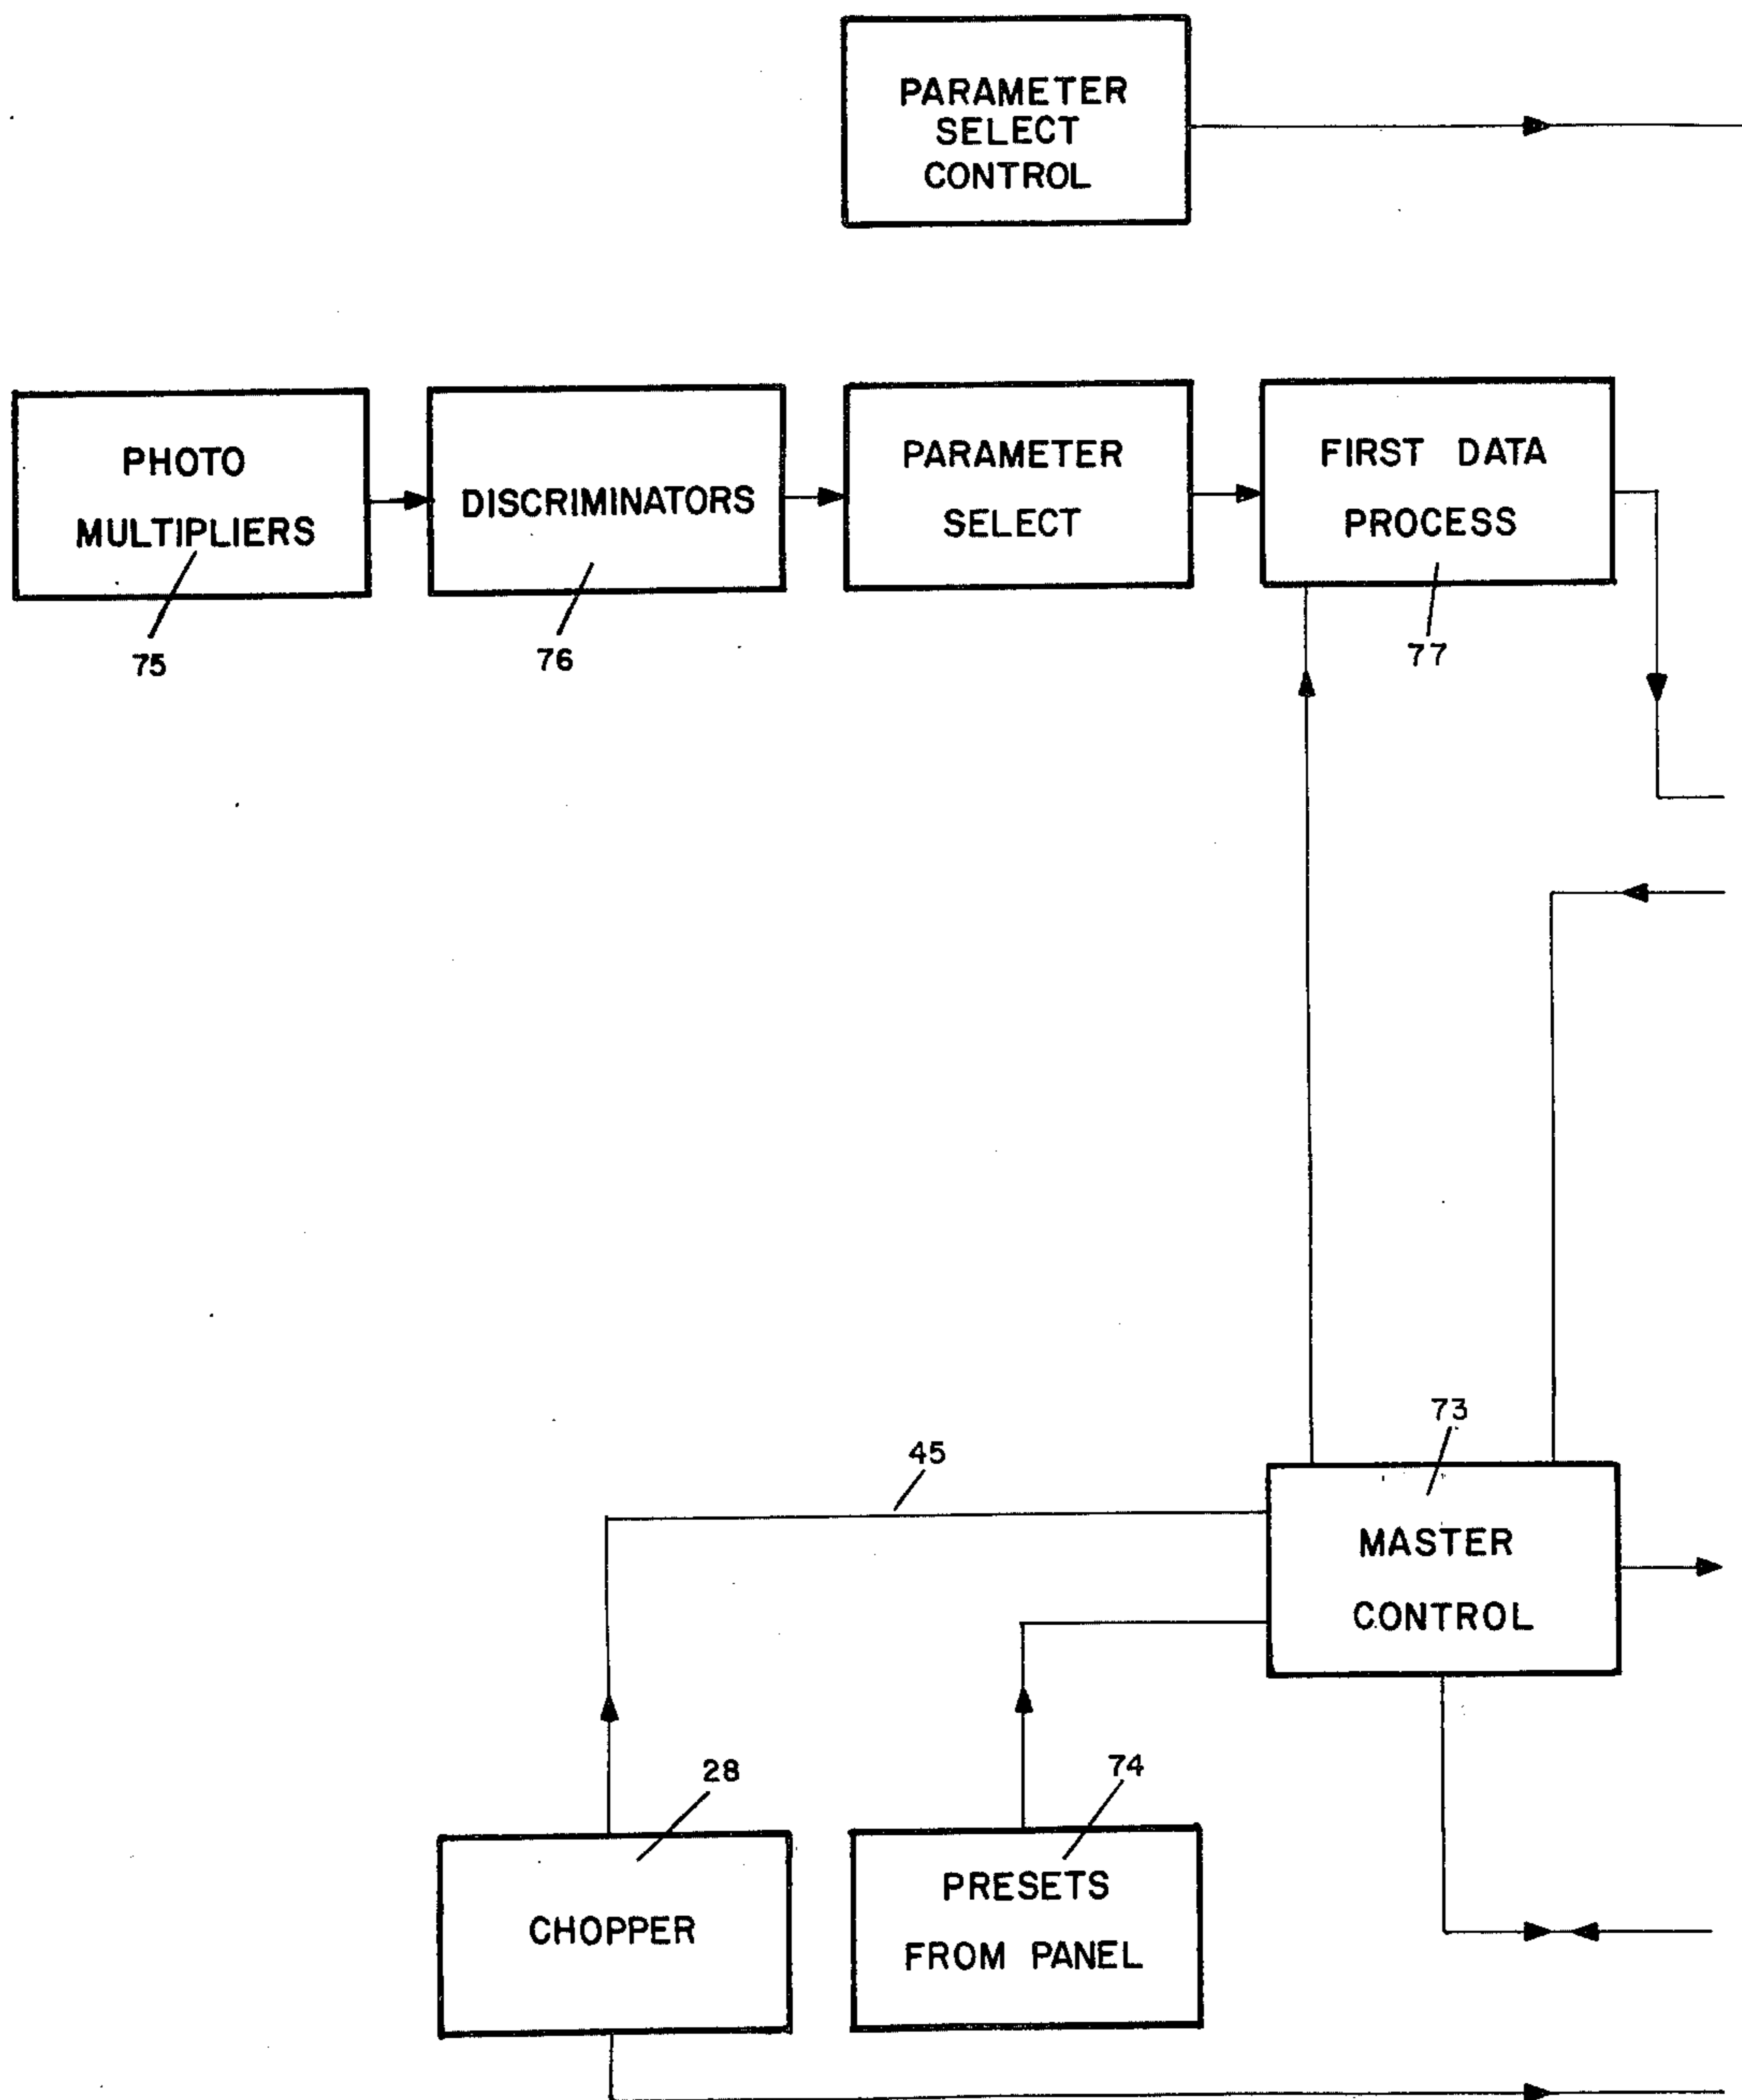 PARAMETER
SELECT
CONTROL
PHOTO
MULTIPLIERS
75
DISCRIMINATORS
76
PARAMETER
SELECT
FIRST DATA
PROCESS
77
73
MASTER
CONTROL
45
28
CHOPPER
74
PRESETS
FROM PANEL